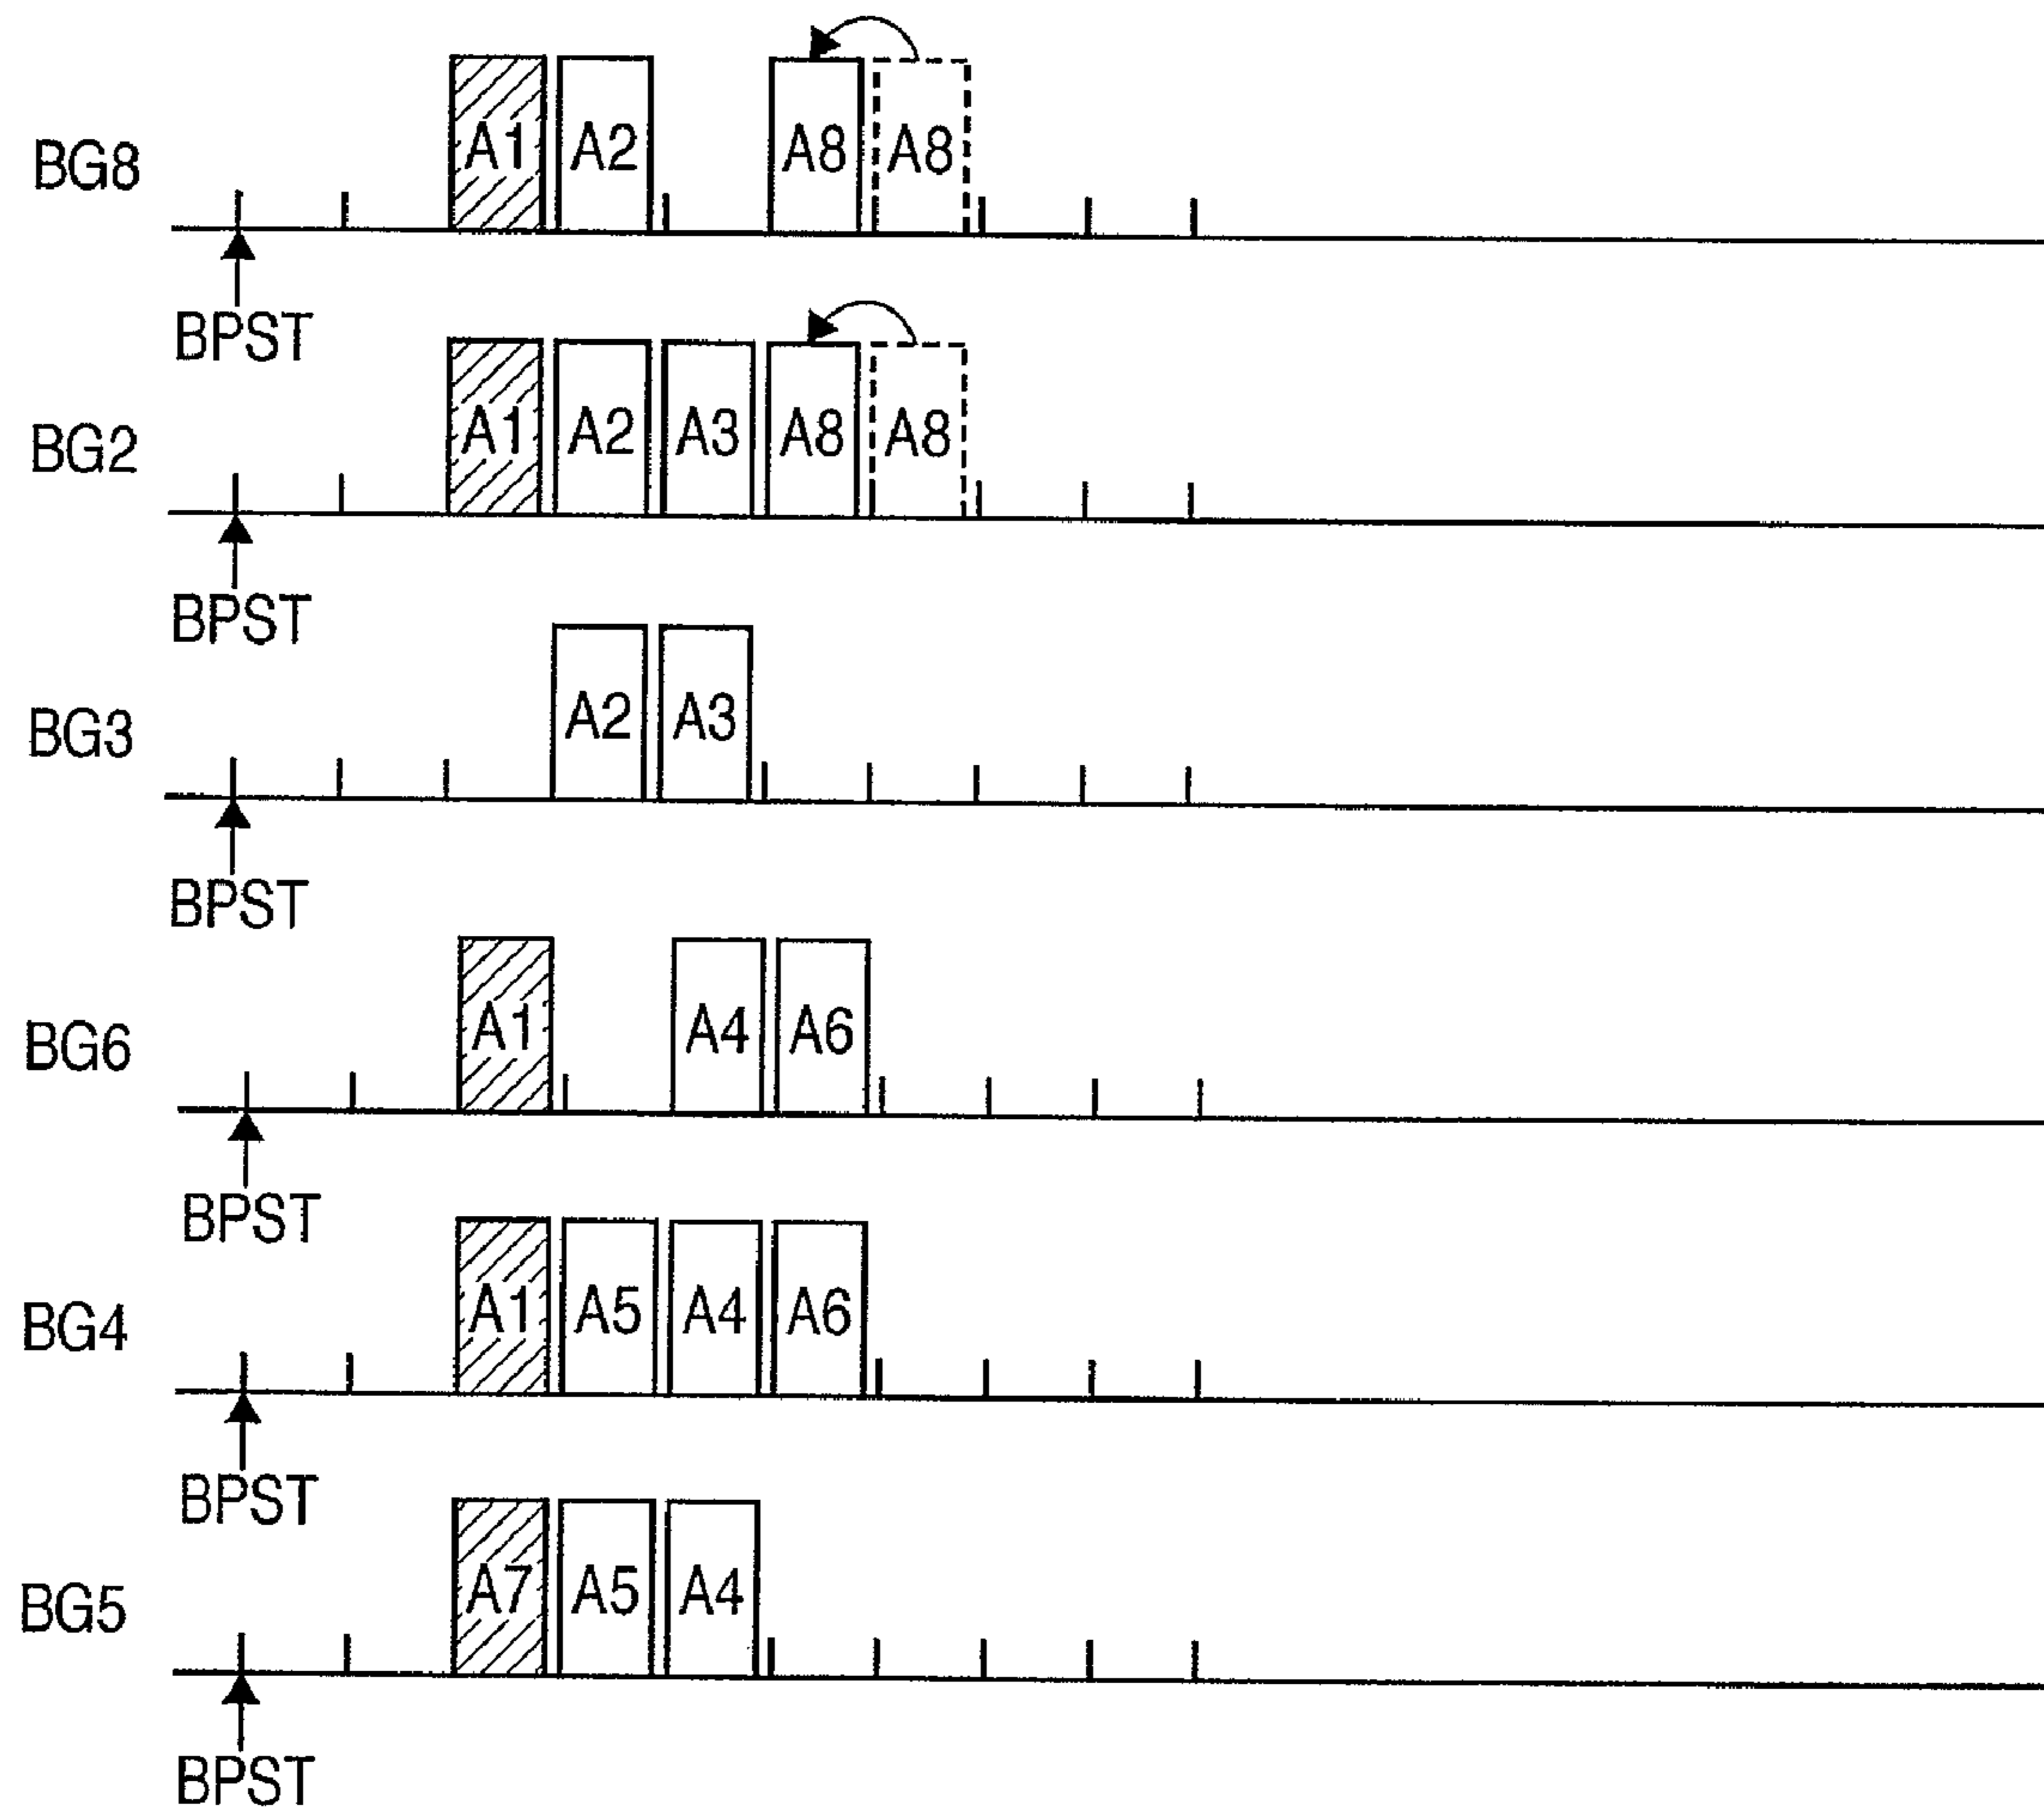 BG8 A1 A2 A8 A8
BPST
BG2 A1 A2 A3 A8 A8
BPST
BG3 A2 A3
BPST
BG6 A1 A4 A6
BPST
BG4 A1 A5 A4 A6
BPST
BG5 A7 A5 A4
BPST